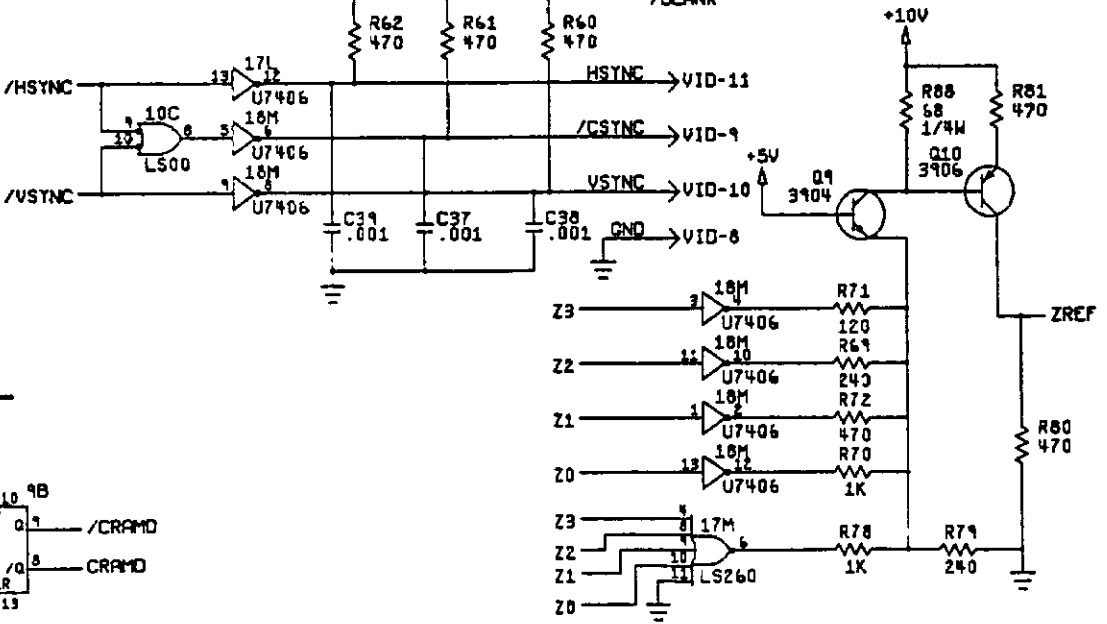 /BLANK
R62
470
R61
470
R60
470
/HSYNC
13
17L
12
U7406
HSYNC
VID-11
10C
9
10
8
LS00
5
18M
6
U7406
/CSYNC
VID-9
/VSYNC
9
18M
8
U7406
VSYNC
VID-10
C39
.001
C37
.001
C38
.001
GND
VID-8
+10V
R88
68
1/4W
R81
470
Q10
3906
+5V
Q9
3904
Z3
3
18M
4
U7406
R71
120
ZREF
Z2
11
18M
10
U7406
R69
240
Z1
1
18M
2
U7406
R72
470
R80
470
Z0
13
18M
12
U7406
R70
1K
Z3
4
17M
Z2
8
Z1
9
10
Z0
11
6
LS260
R78
1K
R79
240
10
9B
Q
9
/CRAMD
/Q
8
CRAMD
R
13